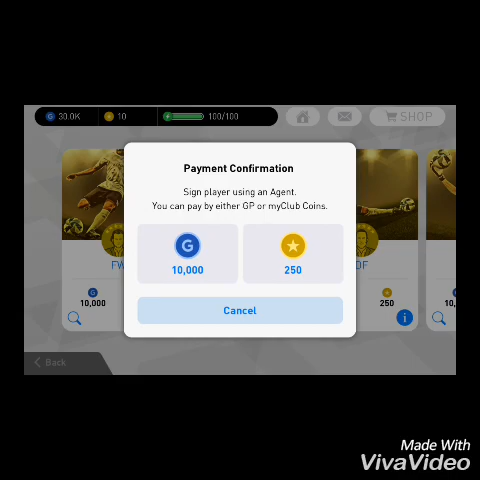 30.0K 10 100/100 SHOP
Payment Confirmation
Sign player using an Agent.
You can pay by either GP or myClub Coins.
G
10,000 250
Cancel
FW DF
10,000 250 10,
Back
Made With
VivaVideo